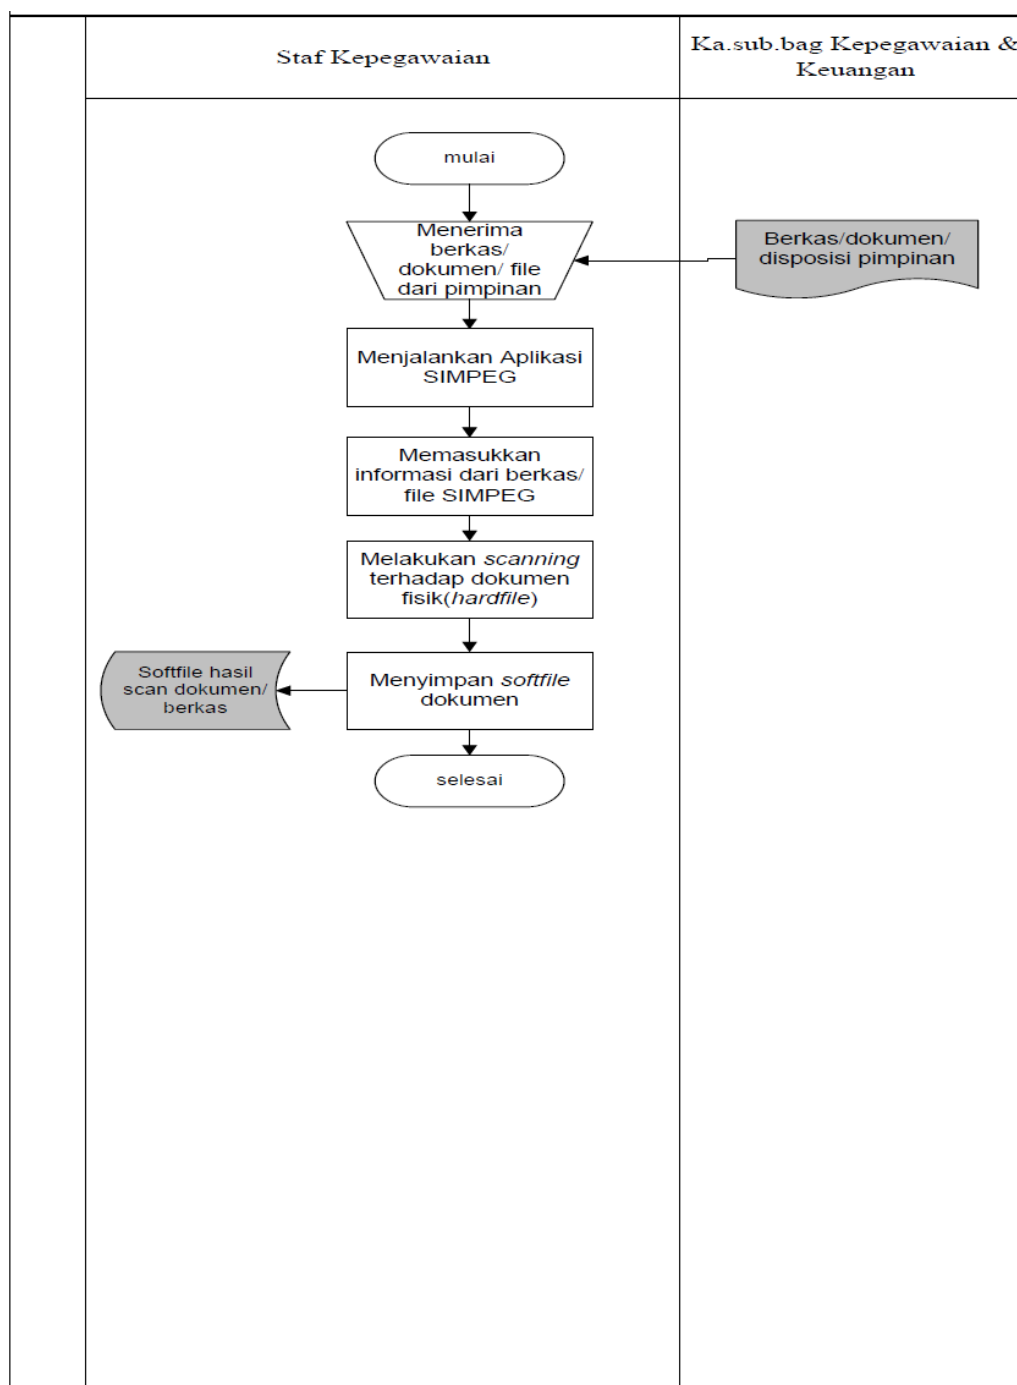 Staf Kepegawaian
Ka.sub.bag Kepegawaian &
Keuangan
mulai
Menerima
berkas/
dokumen/ file
dari pimpinan
Berkas/dokumen/
disposisi pimpinan
Menjalankan Aplikasi
SIMPEG
Memasukkan
informasi dari berkas/
file SIMPEG
Melakukan scanning
terhadap dokumen
fisik(hardfile)
Softfile hasil
scan dokumen/
berkas
Menyimpan softfile
dokumen
selesai